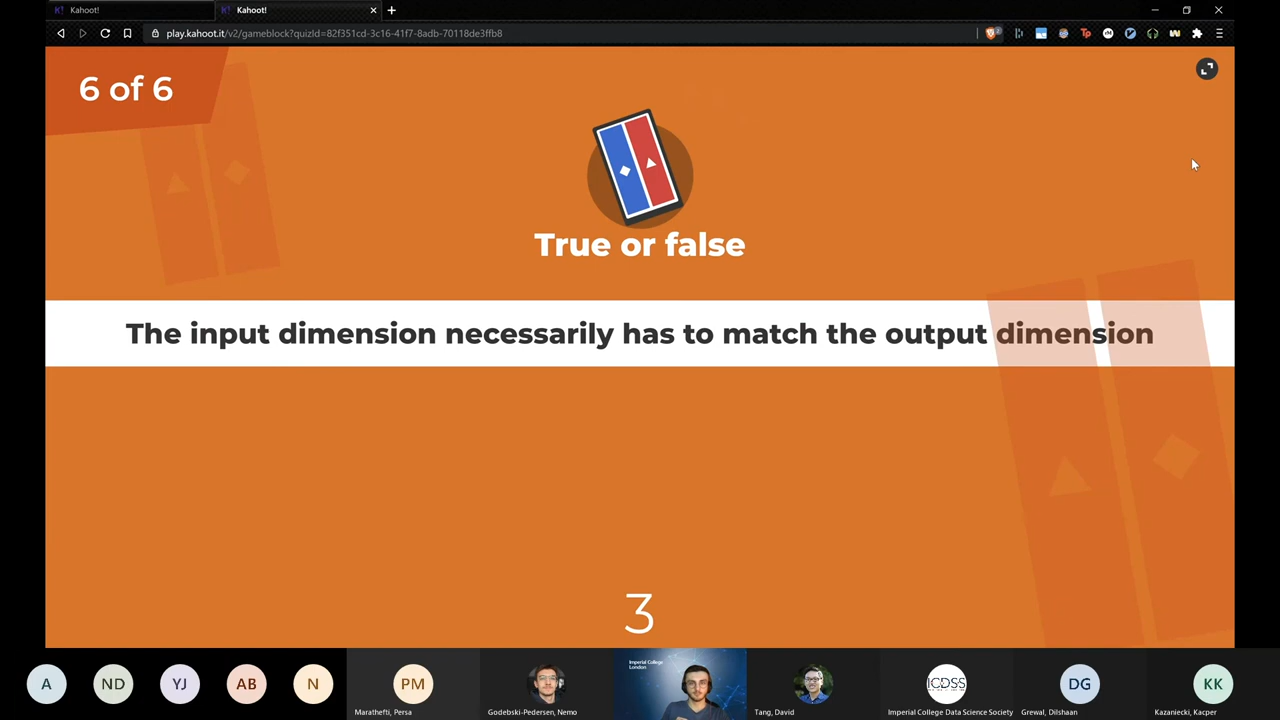 Kahoot!
Kahoot!
play.kahoot.it/v2/gameblock?quizId=82f351cd-3c16-41f7-8adb-70118de3ffb8
6 of 6
True or false
The input dimension necessarily has to match the output dimension
3
Imperial College
London
A
ND
YJ
AB
N
PM
ICDSS
DG
KK
Marathefti, Persa
Godebski-Pedersen, Nemo
Tang, David
Imperial College Data Science Society
Grewal, Dilshaan
Kazaniecki, Kacper